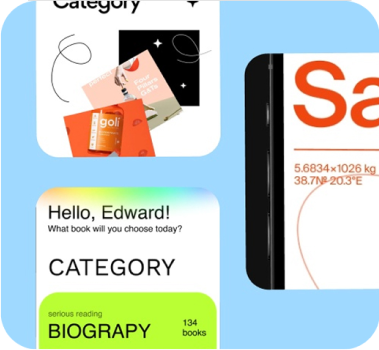 Category
goli
Hello, Edward!
What book will you choose today?
CATEGORY
serious reading
BIOGRAPY
134
books
Sa
5.6834×1026 kg
38.7№ 20.3°E